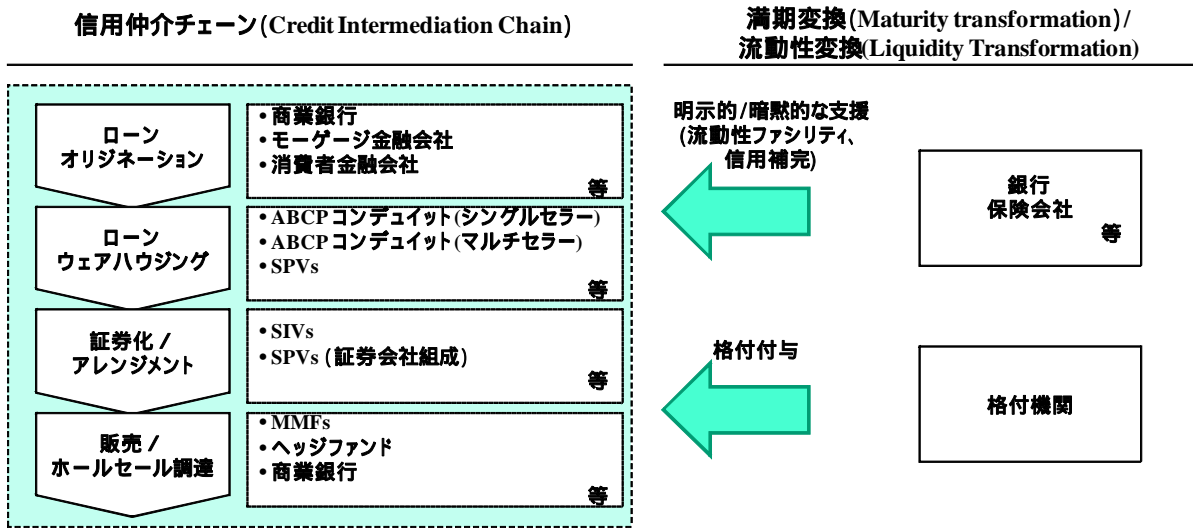 信用仲介チェーン(Credit Intermediation Chain)
満期変換(Maturity transformation)/
流動性変換(Liquidity Transformation)
ローン
オリジネーション
•商業銀行
•モーゲージ金融会社
•消費者金融会社
等
ローン
ウェアハウジング
•ABCPコンデュイット(シングルセラー)
•ABCPコンデュイット(マルチセラー)
•SPVs
等
証券化 /
アレンジメント
•SIVs
•SPVs (証券会社組成)
等
販売 /
ホールセール調達
•MMFs
•ヘッジファンド
•商業銀行
等
明示的/暗黙的な支援
(流動性ファシリティ、
信用補完)
銀行
保険会社
等
格付付与
格付機関